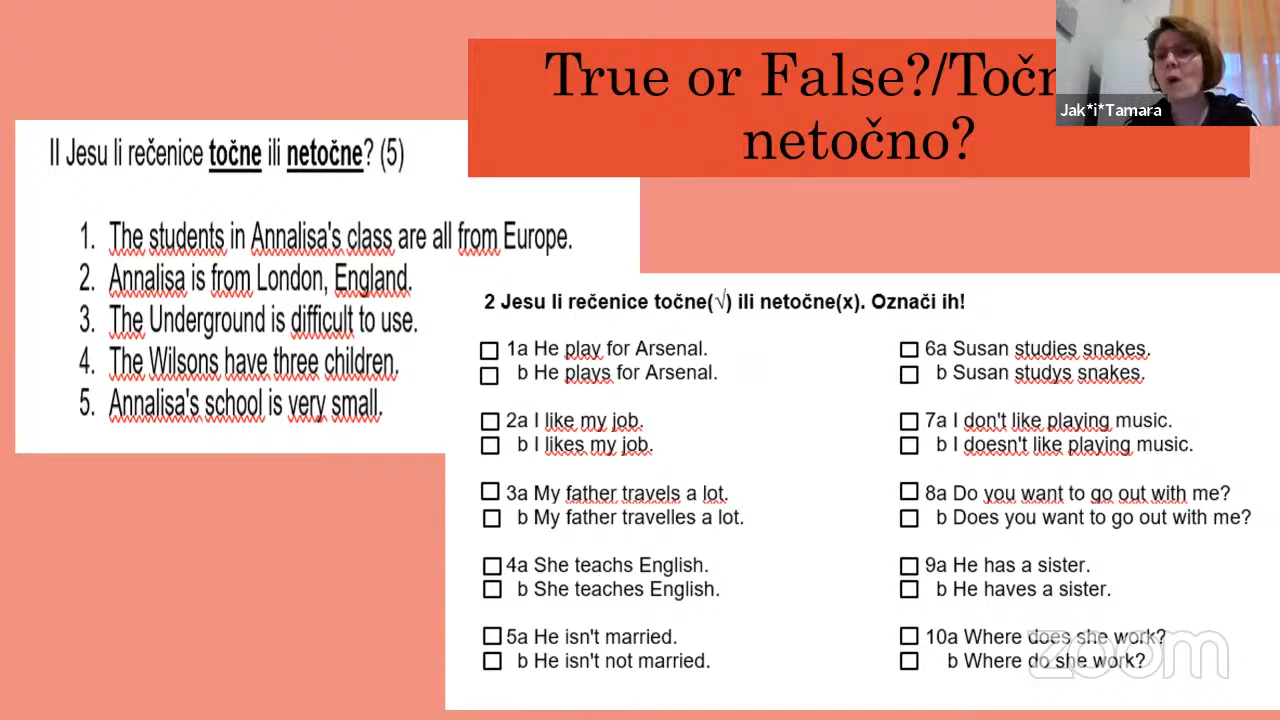 True or False?/Točn
netočno?
Jak*i*Tamara
II Jesu li rečenice točne ili netočne? (5)
1. The students in Annalisa's class are all from Europe.
2. Annalisa is from London, England.
3. The Underground is difficult to use.
4. The Wilsons have three children.
5. Annalisa's school is very small.
2 Jesu li rečenice točne(√) ili netočne(x). Označi ih!
1a He play for Arsenal.
b He plays for Arsenal.
2a I like my job.
b I likes my job.
3a My father travels a lot.
b My father travelles a lot.
4a She teachs English.
b She teaches English.
5a He isn't married.
b He isn't not married.
6a Susan studies snakes.
b Susan studys snakes.
7a I don't like playing music.
b I doesn't like playing music.
8a Do you want to go out with me?
b Does you want to go out with me?
9a He has a sister.
b He haves a sister.
10a Where does she work?
b Where do she work?
zoom